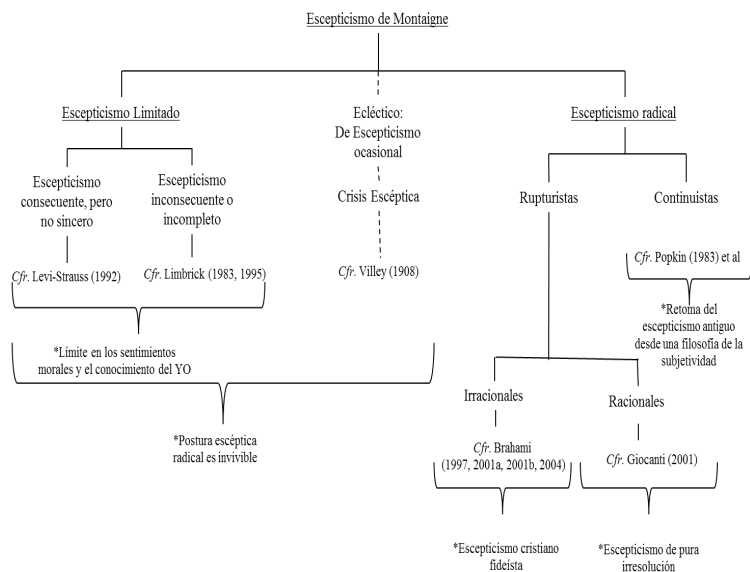 Escepticismo de Montaigne
Escepticismo Limitado
Escepticismo
consecuente, pero
no sincero
Cfr. Levi-Strauss (1992)
Escepticismo
inconsecuente o
incompleto
Cfr. Limbrick (1983, 1995)
*Límite en los sentimientos
morales y el conocimiento del YO
Ecléctico:
De Escepticismo
ocasional
Crisis Escéptica
Cfr. Villey (1908)
*Postura escéptica
radical es invivible
Escepticismo radical
Rupturistas
Irracionales
Cfr. Brahami
(1997, 2001a, 2001b, 2004)
*Escepticismo cristiano
fideísta
Racionales
Cfr. Giocanti (2001)
*Escepticismo de pura
irresolución
Continuistas
Cfr. Popkin (1983) et al
*Retoma del
escepticismo antiguo
desde una filosofía de la
subjetividad